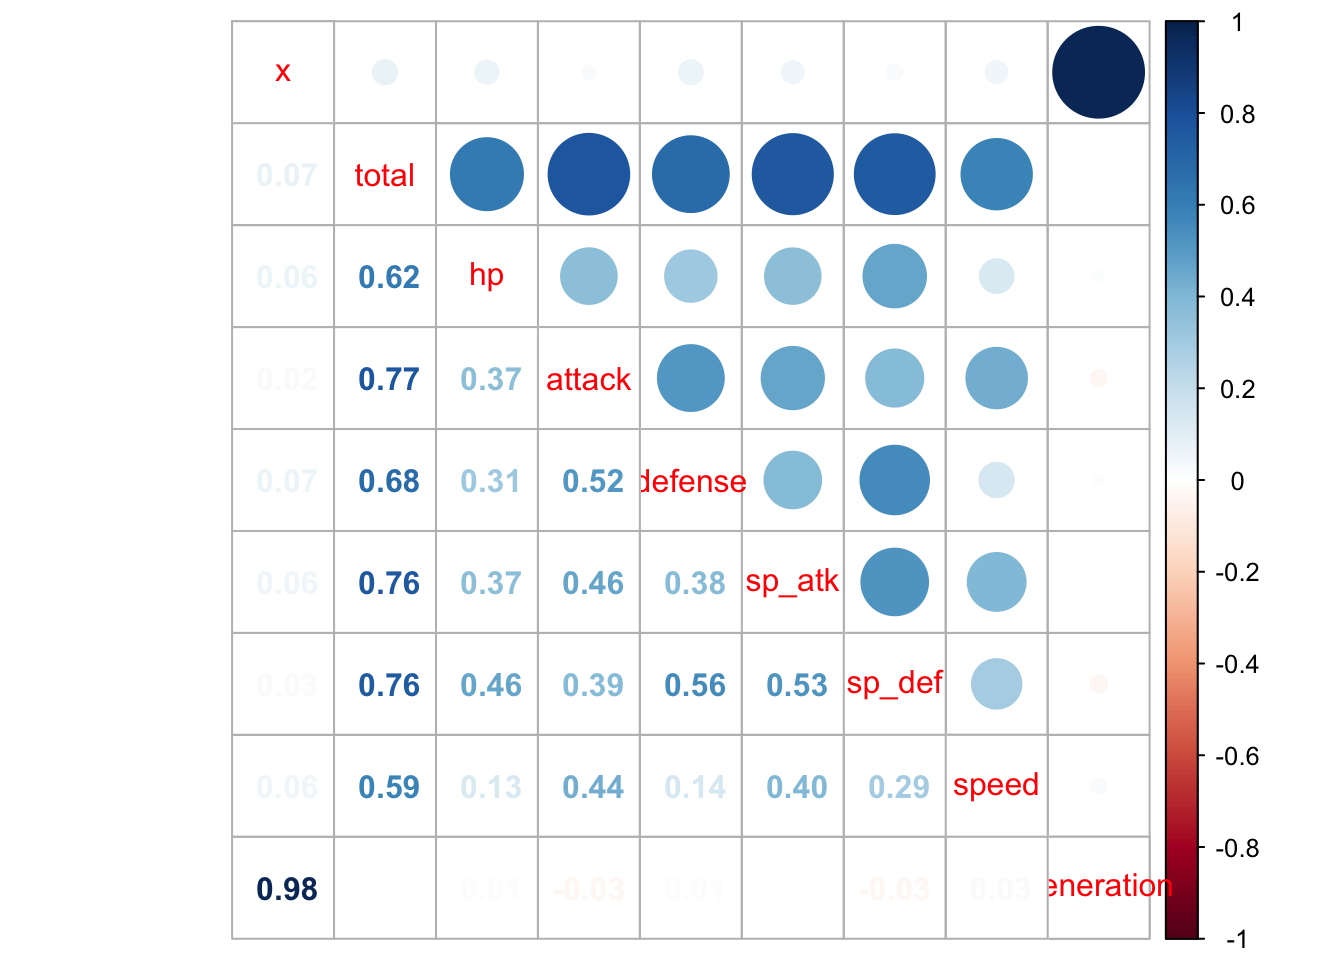 x
0.07 total
0.06 0.62 hp
0.02 0.77 0.37 attack
0.07 0.68 0.31 0.52 defense
0.06 0.76 0.37 0.46 0.38 sp_atk
0.03 0.76 0.46 0.39 0.56 0.53 sp_def
0.06 0.59 0.13 0.44 0.14 0.40 0.29 speed
0.98 0.01 -0.03 0.01 -0.03 0.03 eneration
1
0.8
0.6
0.4
0.2
0
-0.2
-0.4
-0.6
-0.8
-1